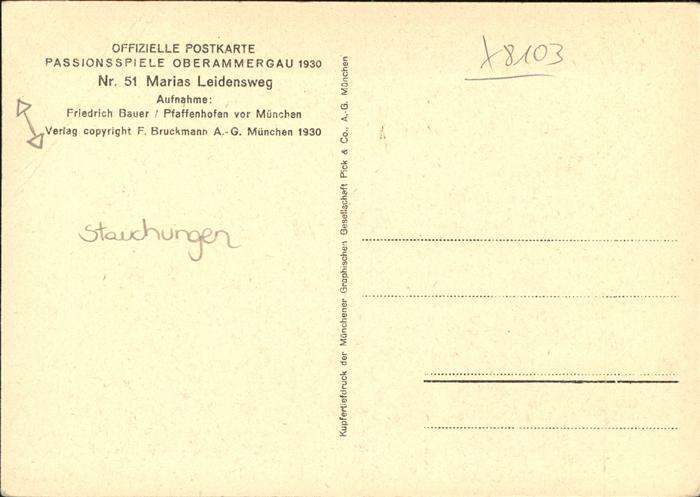 OFFIZIELLE POSTKARTE
PASSIONSSPIELE OBERAMMERGAU 1930
Nr. 51 Marias Leidensweg
Aufnahme:
Friedrich Bauer / Pfaffenhofen vor München
Verlag copyright F. Bruckmann A.-G. München 1930
Stauchungen
Kupfertiefdruck der Münchener Graphischen Gesellschaft Pick & Co., A.-G. München
X8103